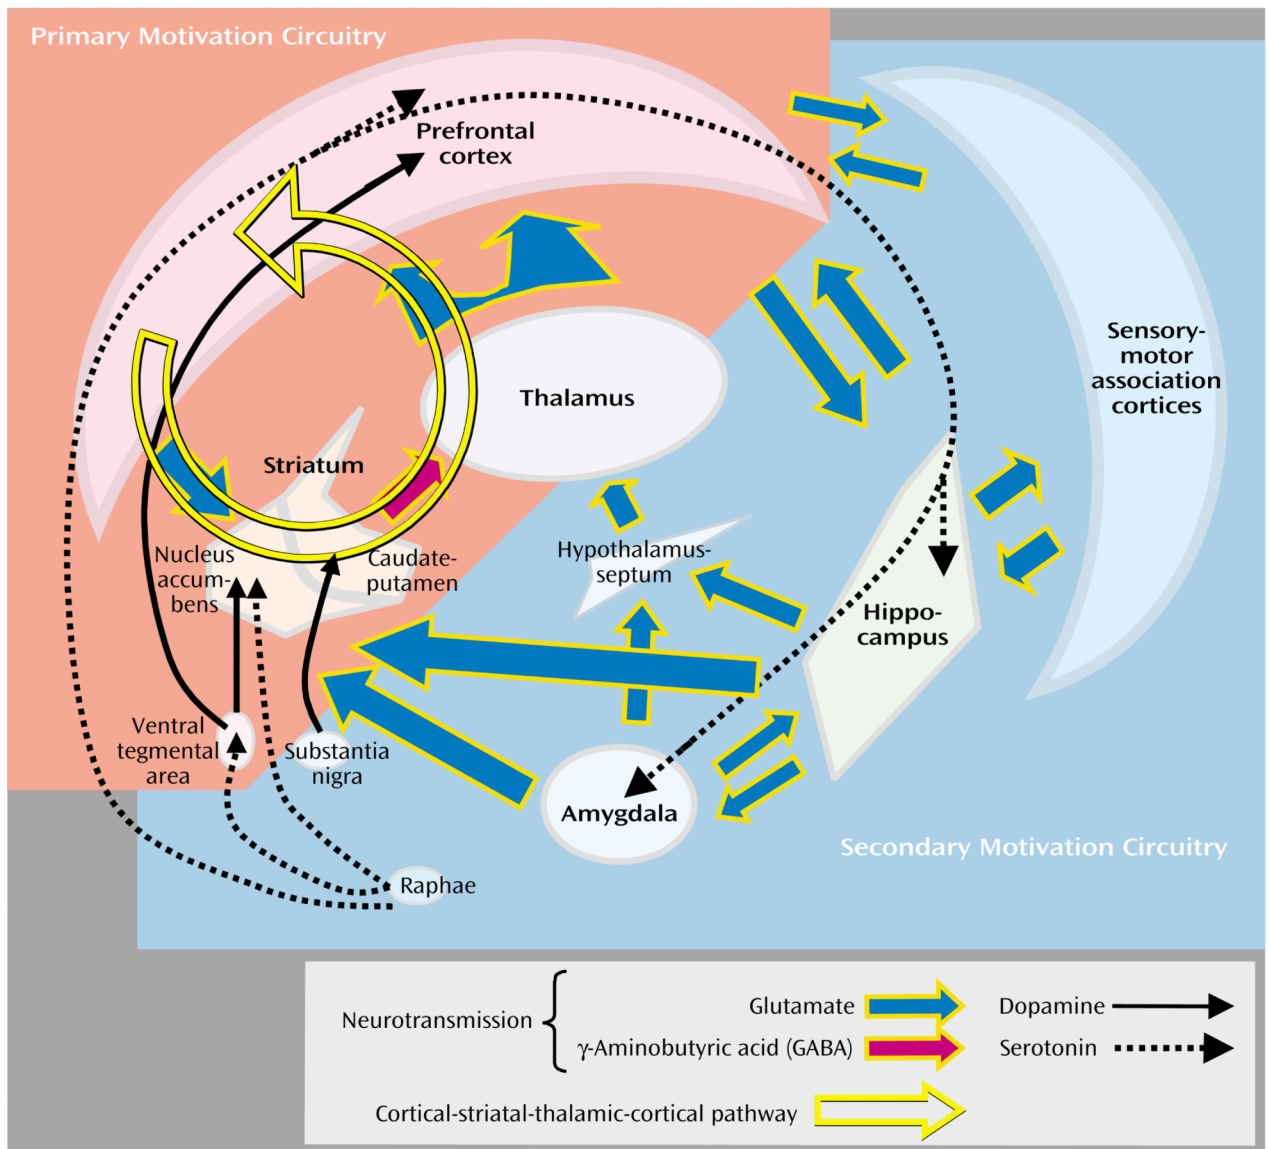 Primary Motivation Circuitry
Prefrontal
cortex
Sensory-
motor
association
cortices
Thalamus
Striatum
Nucleus
accum-
bens
Caudate-
putamen
Hypothalamus-
septum
Hippo-
campus
Ventral
tegmental
area
Substantia
nigra
Amygdala
Secondary Motivation Circuitry
Raphae
Neurotransmission
Glutamate
Dopamine
γ-Aminobutyric acid (GABA)
Serotonin
Cortical-striatal-thalamic-cortical pathway